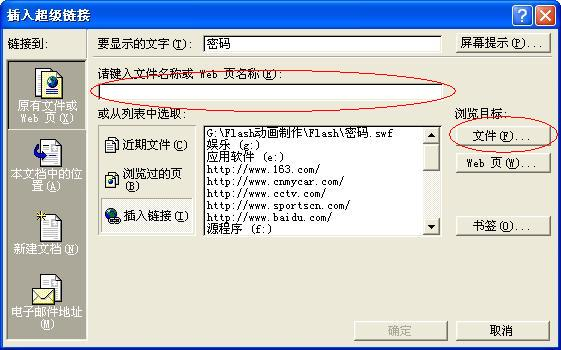 插入超级链接
链接到:
要显示的文字(T):
密码
屏幕提示(P)...
请键入文件名称或 Web 页名称(E):
原有文件或
Web 页(X)
或从列表中选取:
浏览目标:
近期文件(C)
浏览过的页
(B)
插入链接(I)
G:\Flash动画制作\Flash\密码.swf
娱乐 (g:)
应用软件 (e:)
http://www.163.com/
http://www.cnmycar.com/
http://www.cctv.com/
http://www.sportscn.com/
http://www.baidu.com/
源程序 (f:)
文件(F)...
Web 页(W)...
书签(O)...
本文档中的位
置(A)
新建文档(N)
电子邮件地址
(M)
确定
取消